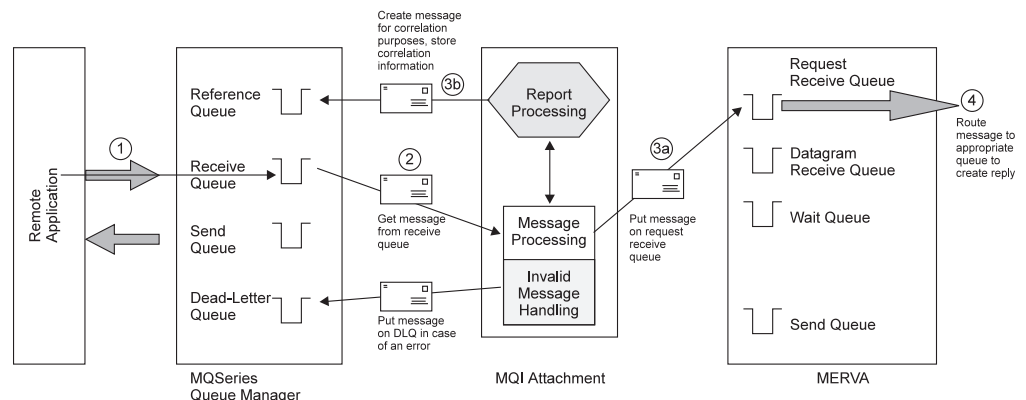 Remote
Application
1
Reference
Queue
Receive
Queue
Send
Queue
Dead-Letter
Queue
MQSeries
Queue Manager
Create message
for correlation
purposes, store
correlation
information
3b
2
Get message
from receive
queue
Put message
on DLQ in case
of an error
Report
Processing
Message
Processing
Invalid
Message
Handling
MQI Attachment
3a
Put message
on request
receive
queue
Request
Receive Queue
Datagram
Receive Queue
Wait Queue
Send Queue
MERVA
4
Route
message to
appropriate
queue to
create reply